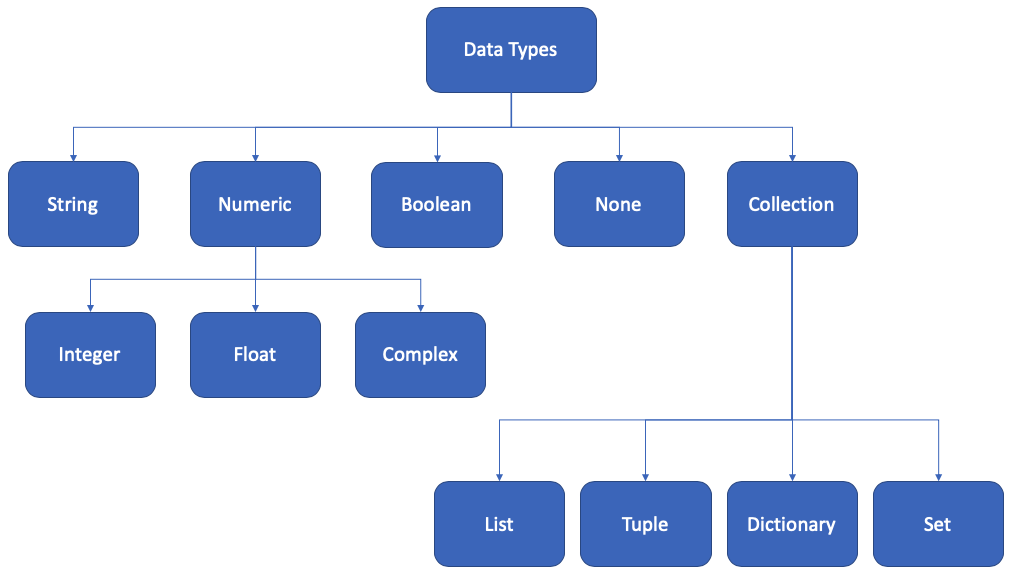 Data Types
String
Numeric
Boolean
None
Collection
Integer
Float
Complex
List
Tuple
Dictionary
Set